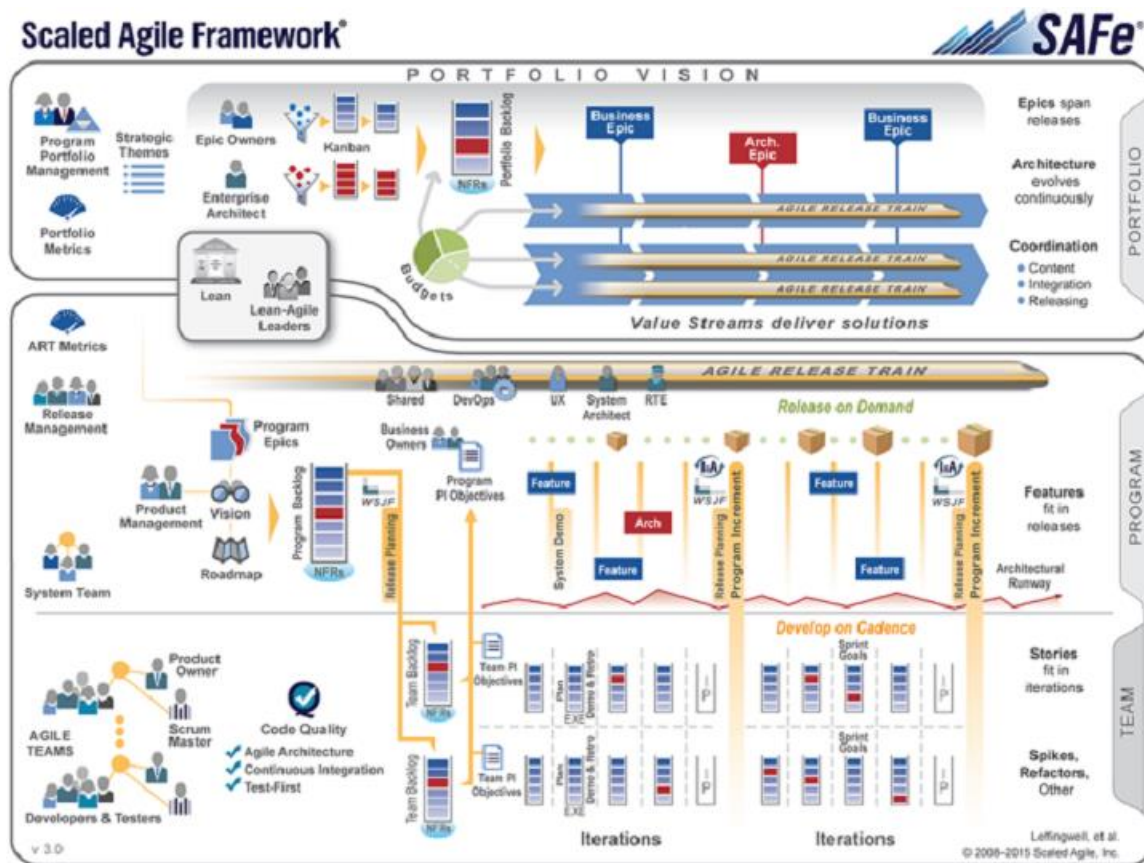 Scaled Agile Framework®
SAFe®
PORTFOLIO VISION
Program
Portfolio
Management
Strategic
Themes
Portfolio
Metrics
Epic Owners
Enterprise
Architect
Kanban
Portfolio Backlog
NFRs
Budgets
Business
Epic
Arch.
Epic
Business
Epic
AGILE RELEASE TRAIN
AGILE RELEASE TRAIN
AGILE RELEASE TRAIN
Value Streams deliver solutions
Epics span
releases
Architecture
evolves
continuously
Coordination
Content
Integration
Releasing
PORTFOLIO
Lean
Lean-Agile
Leaders
ART Metrics
Release
Management
Product
Management
System Team
Program
Epics
Vision
Roadmap
Program Backlog
NFRs
WSJF
Release Planning
AGILE RELEASE TRAIN
Shared
DevOps
UX
System
Architect
RTE
Business
Owners
Program
PI Objectives
Release on Demand
Feature
System Demo
Feature
Arch
I&A
WSJF
Release Planning
Program Increment
Feature
Feature
I&A
WSJF
Release Planning
Program Increment
Features
fit in
releases
Architectural
Runway
PROGRAM
Develop on Cadence
AGILE
TEAMS
Product
Owner
Scrum
Master
Developers & Testers
Code Quality
Agile Architecture
Continuous Integration
Test-First
Team Backlog
NFRs
Team PI
Objectives
Plan
EXE
Demo & Retro
IP
Sprint
Goals
IP
Team Backlog
NFRs
Team PI
Objectives
Plan
EXE
Demo & Retro
IP
Sprint
Goals
IP
Iterations
Iterations
Stories
fit in
iterations
Spikes,
Refactors,
Other
TEAM
v 3.0
Leffingwell, et al.
© 2008-2015 Scaled Agile, Inc.